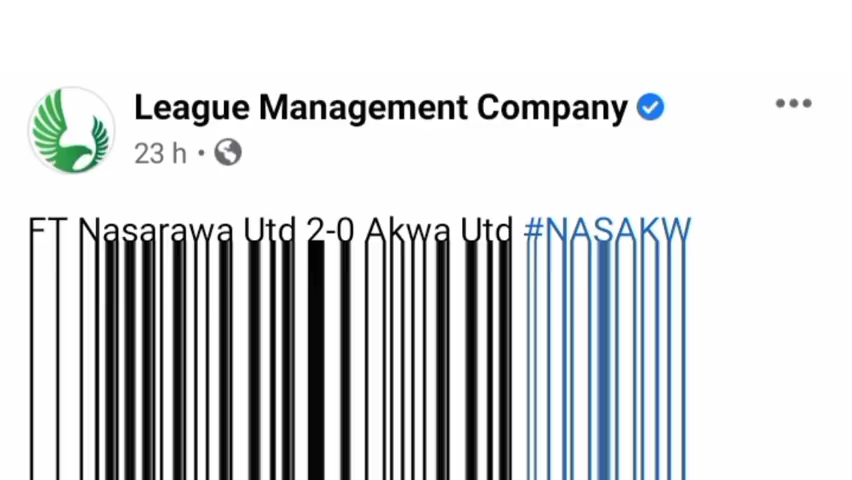 League Management Company
23 h
FT Nasarawa Utd 2-0 Akwa Utd #NASAKW